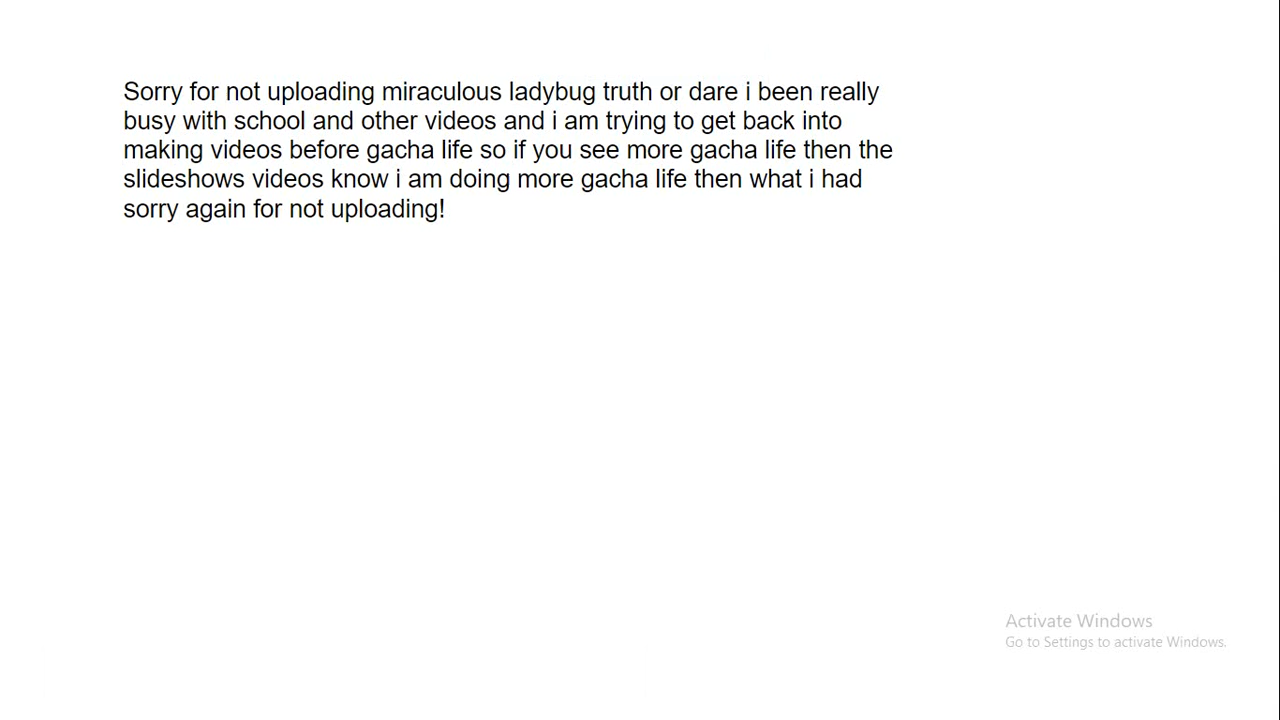 Sorry for not uploading miraculous ladybug truth or dare i been really
busy with school and other videos and i am trying to get back into
making videos before gacha life so if you see more gacha life then the
slideshows videos know i am doing more gacha life then what i had
sorry again for not uploading!
Activate Windows
Go to Settings to activate Windows.